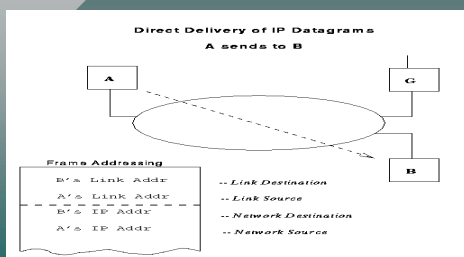 Direct Delivery of IP Datagrams
A sends to B
A
G
B
Frame Addressing
B's Link Addr
A's Link Addr
B's IP Addr
A's IP Addr
-- Link Destination
-- Link Source
-- Network Destination
-- Network Source